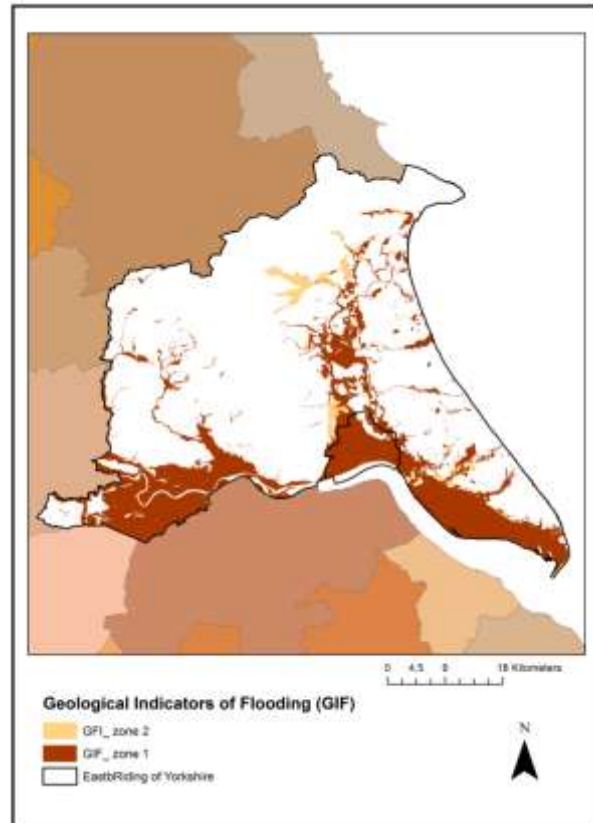 0 4.5 9 18 Kilometers
Geological Indicators of Flooding (GIF)
GFI_ zone 2
GIF_ zone 1
EastbRiding of Yorkshire
N